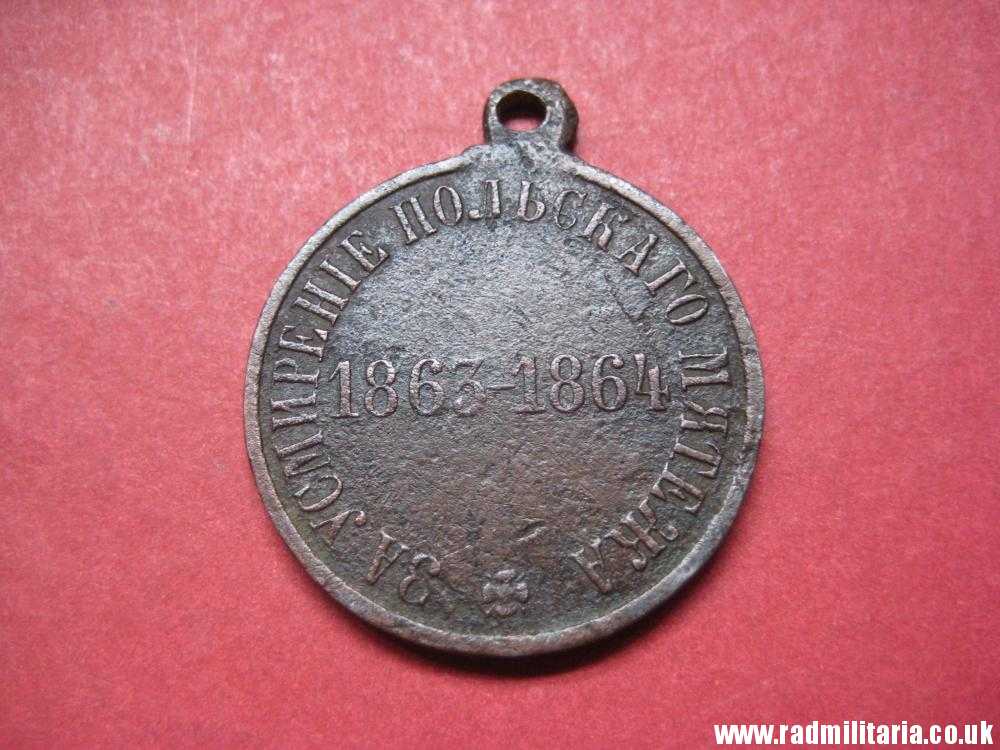 ЗА УСМИРЕНІЕ ПОЛЬСКАГО МЯТЕЖА
1863-1864
www.radmilitaria.co.uk